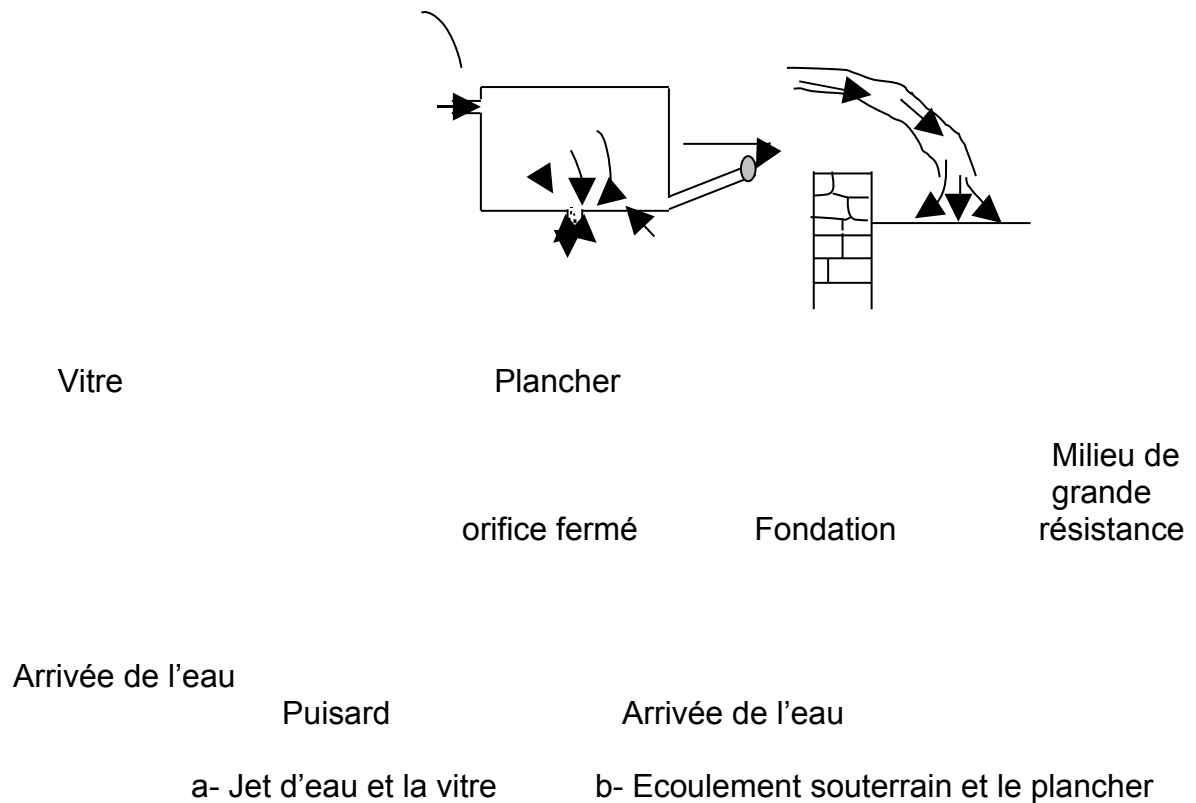 Vitre
Plancher
Milieu de
grande
résistance
orifice fermé
Fondation
Arrivée de l’eau
Puisard
Arrivée de l’eau
a- Jet d’eau et la vitre
b- Ecoulement souterrain et le plancher